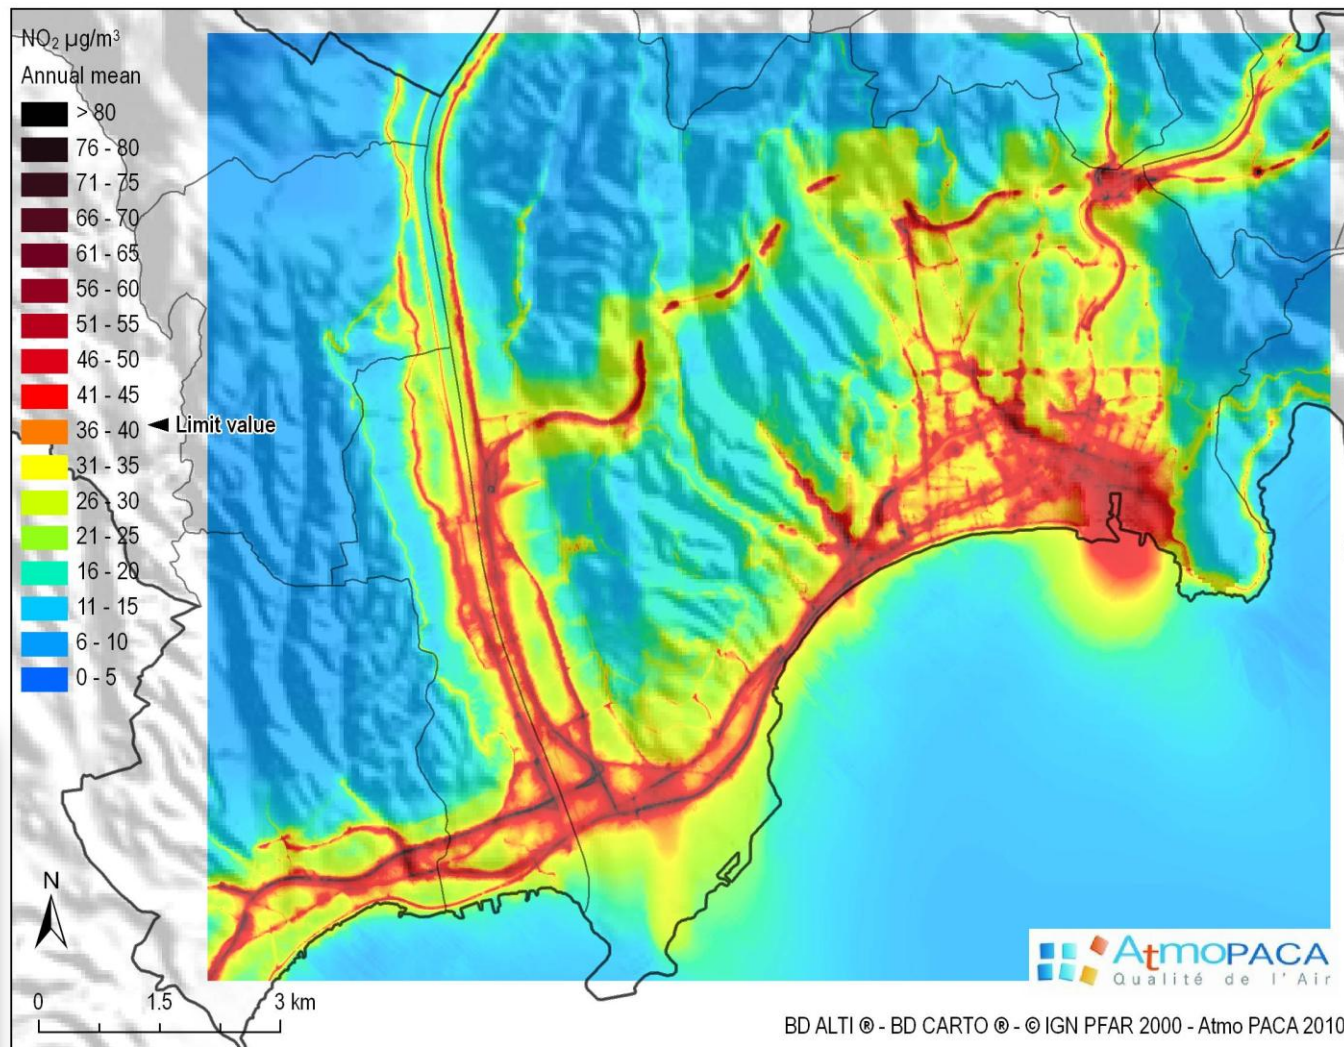 NO₂ µg/m³
Annual mean
> 80
76 - 80
71 - 75
66 - 70
61 - 65
56 - 60
51 - 55
46 - 50
41 - 45
36 - 40 ◄ Limit value
31 - 35
26 - 30
21 - 25
16 - 20
11 - 15
6 - 10
0 - 5
N
0 1.5 3 km
AtmoPACA
Qualité de l'Air
BD ALTI ® - BD CARTO ® - © IGN PFAR 2000 - Atmo PACA 2010